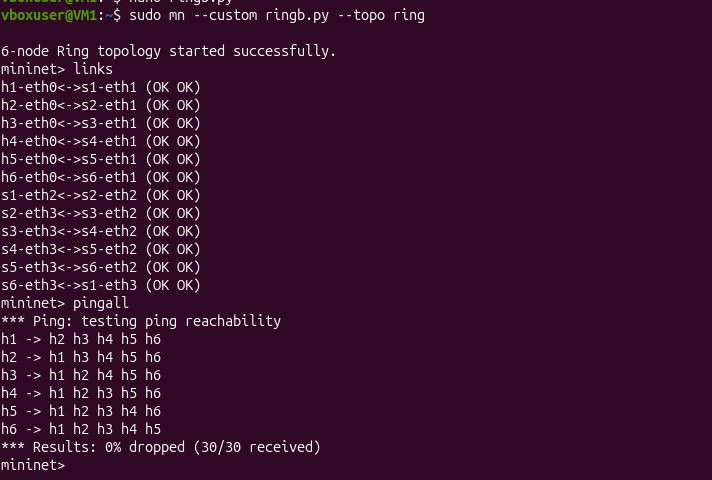 vboxuser@VM1:~$ sudo mn --custom ringb.py --topo ring
6-node Ring topology started successfully.
mininet> links
h1-eth0<->s1-eth1 (OK OK)
h2-eth0<->s2-eth1 (OK OK)
h3-eth0<->s3-eth1 (OK OK)
h4-eth0<->s4-eth1 (OK OK)
h5-eth0<->s5-eth1 (OK OK)
h6-eth0<->s6-eth1 (OK OK)
s1-eth2<->s2-eth2 (OK OK)
s2-eth3<->s3-eth2 (OK OK)
s3-eth3<->s4-eth2 (OK OK)
s4-eth3<->s5-eth2 (OK OK)
s5-eth3<->s6-eth2 (OK OK)
s6-eth3<->s1-eth3 (OK OK)
mininet> pingall
*** Ping: testing ping reachability
h1 -> h2 h3 h4 h5 h6
h2 -> h1 h3 h4 h5 h6
h3 -> h1 h2 h4 h5 h6
h4 -> h1 h2 h3 h5 h6
h5 -> h1 h2 h3 h4 h6
h6 -> h1 h2 h3 h4 h5
*** Results: 0% dropped (30/30 received)
mininet>